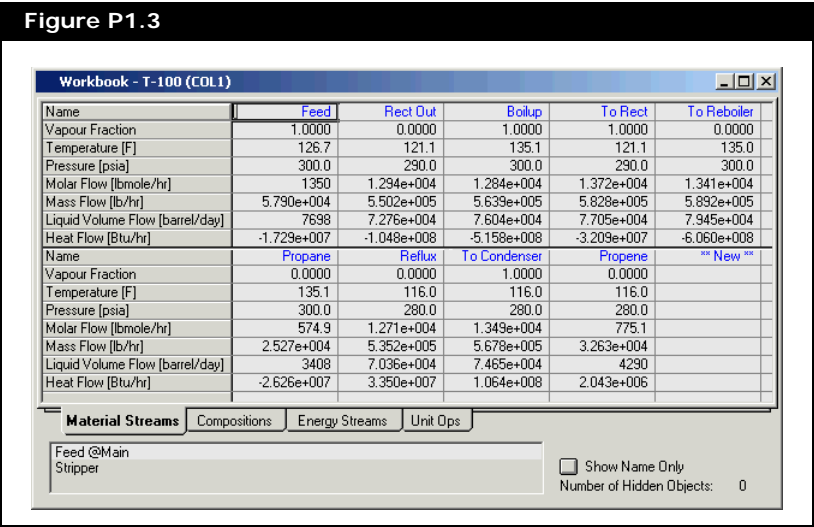 Figure P1.3
Workbook - T-100 (COL1)
Name Feed Rect Out Boilup To Rect To Reboiler
Vapour Fraction 1.0000 0.0000 1.0000 1.0000 0.0000
Temperature [F] 126.7 121.1 135.1 121.1 135.0
Pressure [psia] 300.0 290.0 300.0 290.0 300.0
Molar Flow [lbmole/hr] 1350 1.294e+004 1.284e+004 1.372e+004 1.341e+004
Mass Flow [lb/hr] 5.790e+004 5.502e+005 5.639e+005 5.828e+005 5.892e+005
Liquid Volume Flow [barrel/day] 7698 7.276e+004 7.604e+004 7.705e+004 7.945e+004
Heat Flow [Btu/hr] -1.729e+007 -1.048e+008 -5.158e+008 -3.209e+007 -6.060e+008
Name Propane Reflux To Condenser Propene ** New **
Vapour Fraction 0.0000 0.0000 1.0000 0.0000
Temperature [F] 135.1 116.0 116.0 116.0
Pressure [psia] 300.0 280.0 280.0 280.0
Molar Flow [lbmole/hr] 574.9 1.271e+004 1.349e+004 775.1
Mass Flow [lb/hr] 2.527e+004 5.352e+005 5.678e+005 3.263e+004
Liquid Volume Flow [barrel/day] 3408 7.036e+004 7.465e+004 4290
Heat Flow [Btu/hr] -2.626e+007 3.350e+007 1.064e+008 2.043e+006
Material Streams Compositions Energy Streams Unit Ops
Feed @Main
Stripper
Show Name Only
Number of Hidden Objects: 0